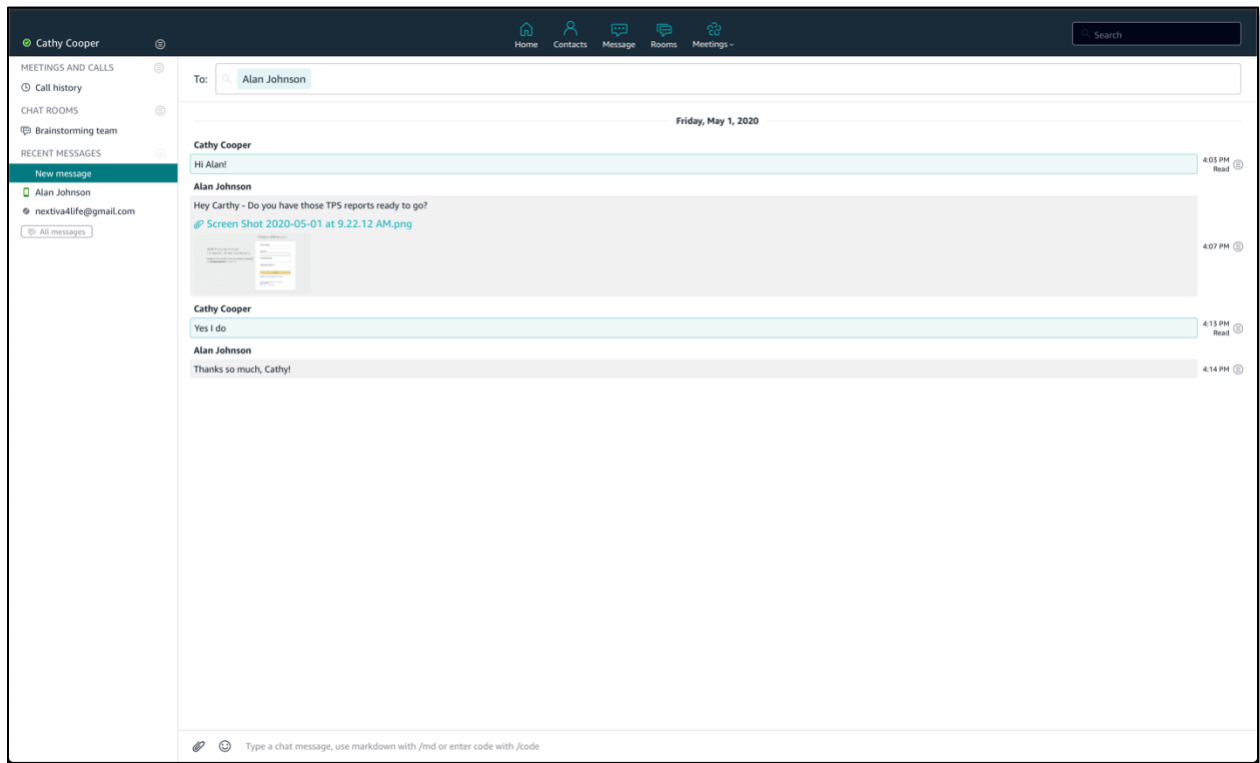 Cathy Cooper
Home
Contacts
Message
Rooms
Meetings
Search
MEETINGS AND CALLS
Call history
CHAT ROOMS
Brainstorming team
RECENT MESSAGES
New message
Alan Johnson
nextiva4life@gmail.com
All messages
To: Alan Johnson
Friday, May 1, 2020
Cathy Cooper
Hi Alan!
4:03 PM
Read
Alan Johnson
Hey Carthy - Do you have those TPS reports ready to go?
Screen Shot 2020-05-01 at 9.22.12 AM.png
4:07 PM
Cathy Cooper
Yes I do
4:13 PM
Read
Alan Johnson
Thanks so much, Cathy!
4:14 PM
Type a chat message, use markdown with /md or enter code with /code